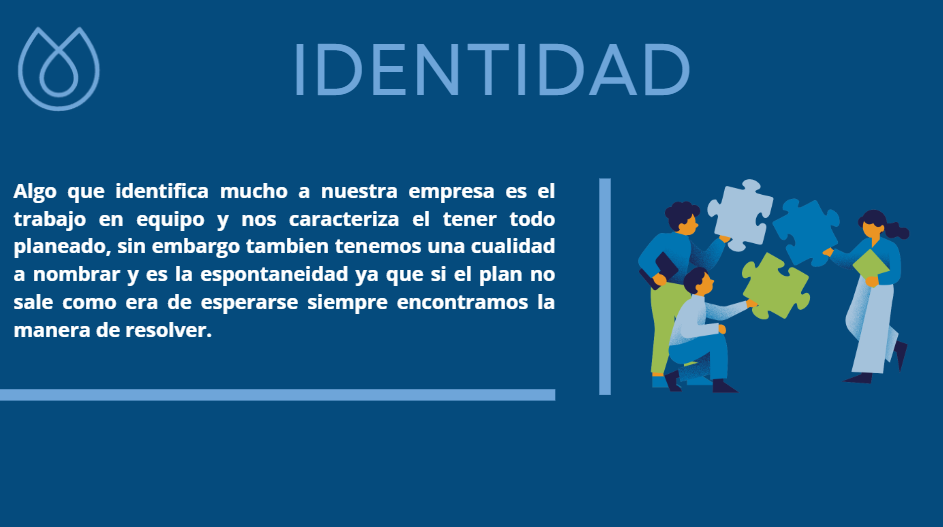 IDENTIDAD
Algo que identifica mucho a nuestra empresa es el
trabajo en equipo y nos caracteriza el tener todo
planeado, sin embargo tambien tenemos una cualidad
a nombrar y es la espontaneidad ya que si el plan no
sale como era de esperarse siempre encontramos la
manera de resolver.